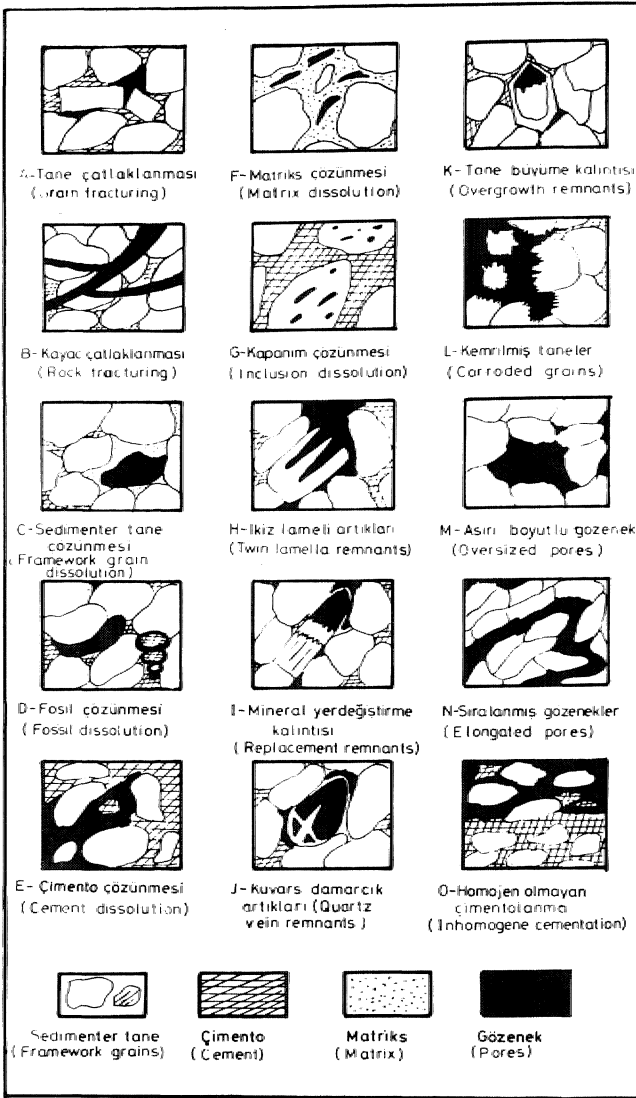 A-Tane çatlaklanması
(Grain fracturing)
F-Matriks çözünmesi
(Matrix dissolution)
K-Tane büyüme kalıntısı
(Overgrowth remnants)
B-Kayaç çatlaklanması
(Rock fracturing)
G-Kapanım çözünmesi
(Inclusion dissolution)
L-Kemrilmiş taneler
(Carroded grains)
C-Sedimenter tane
çözünmesi
(Framework grain
dissolution)
H-İkiz lameli artıkları
(Twin lamella remnants)
M-Asırı boyutlu gözenek
(Oversized pores)
D-Fosil çözünmesi
(Fossil dissolution)
I-Mineral yerdeğiştirme
kalıntısı
(Replacement remnants)
N-Sıralanmış gözenekler
(Elongated pores)
E-Çimento çözünmesi
(Cement dissolution)
J-Kuvars damarcık
artıkları (Quartz
vein remnants)
O-Homojen olmayan
çimentolanma
(Inhomogene cementation)
Sedimenter tane
(Framework grains)
Çimento
(Cement)
Matriks
(Matrix)
Gözenek
(Pores)